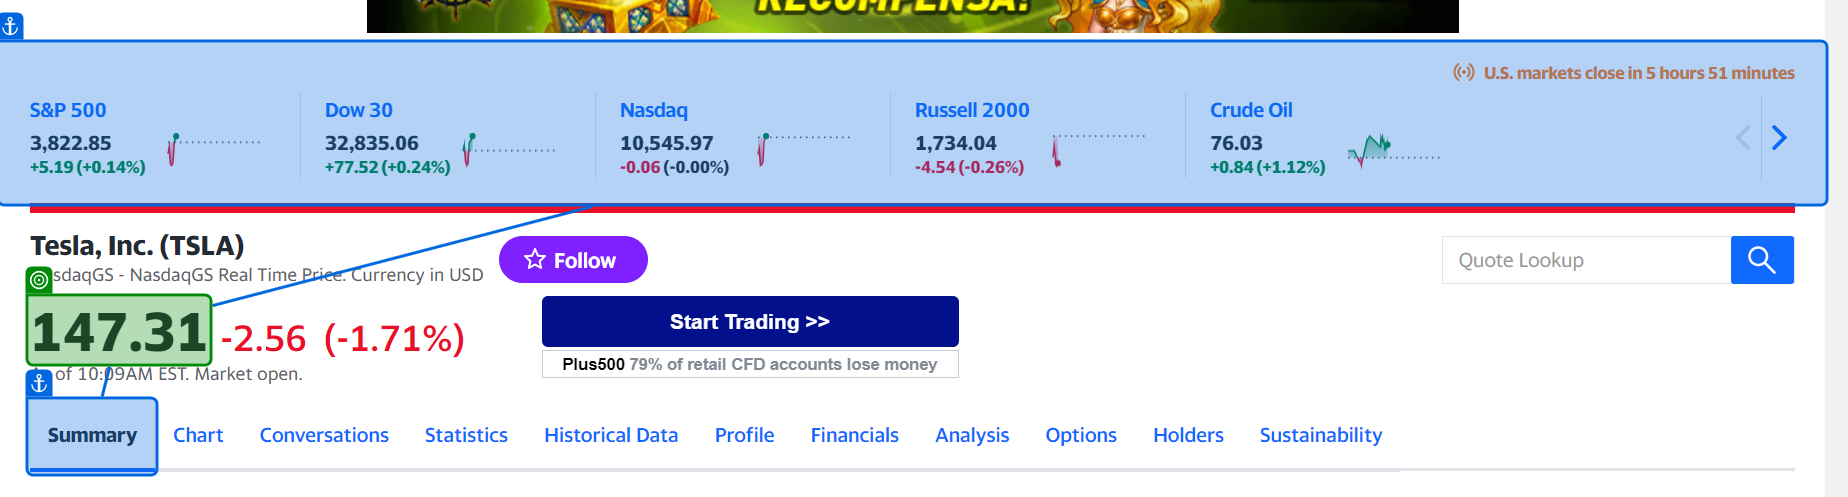 RECOMPENSA!
U.S. markets close in 5 hours 51 minutes
S&P 500
3,822.85
+5.19 (+0.14%)
Dow 30
32,835.06
+77.52 (+0.24%)
Nasdaq
10,545.97
-0.06 (-0.00%)
Russell 2000
1,734.04
-4.54 (-0.26%)
Crude Oil
76.03
+0.84 (+1.12%)
Tesla, Inc. (TSLA)
sdaqGS - NasdaqGS Real Time Price. Currency in USD
Follow
Quote Lookup
147.31 -2.56 (-1.71%)
of 10:09AM EST. Market open.
Start Trading >>
Plus500 79% of retail CFD accounts lose money
Summary Chart Conversations Statistics Historical Data Profile Financials Analysis Options Holders Sustainability